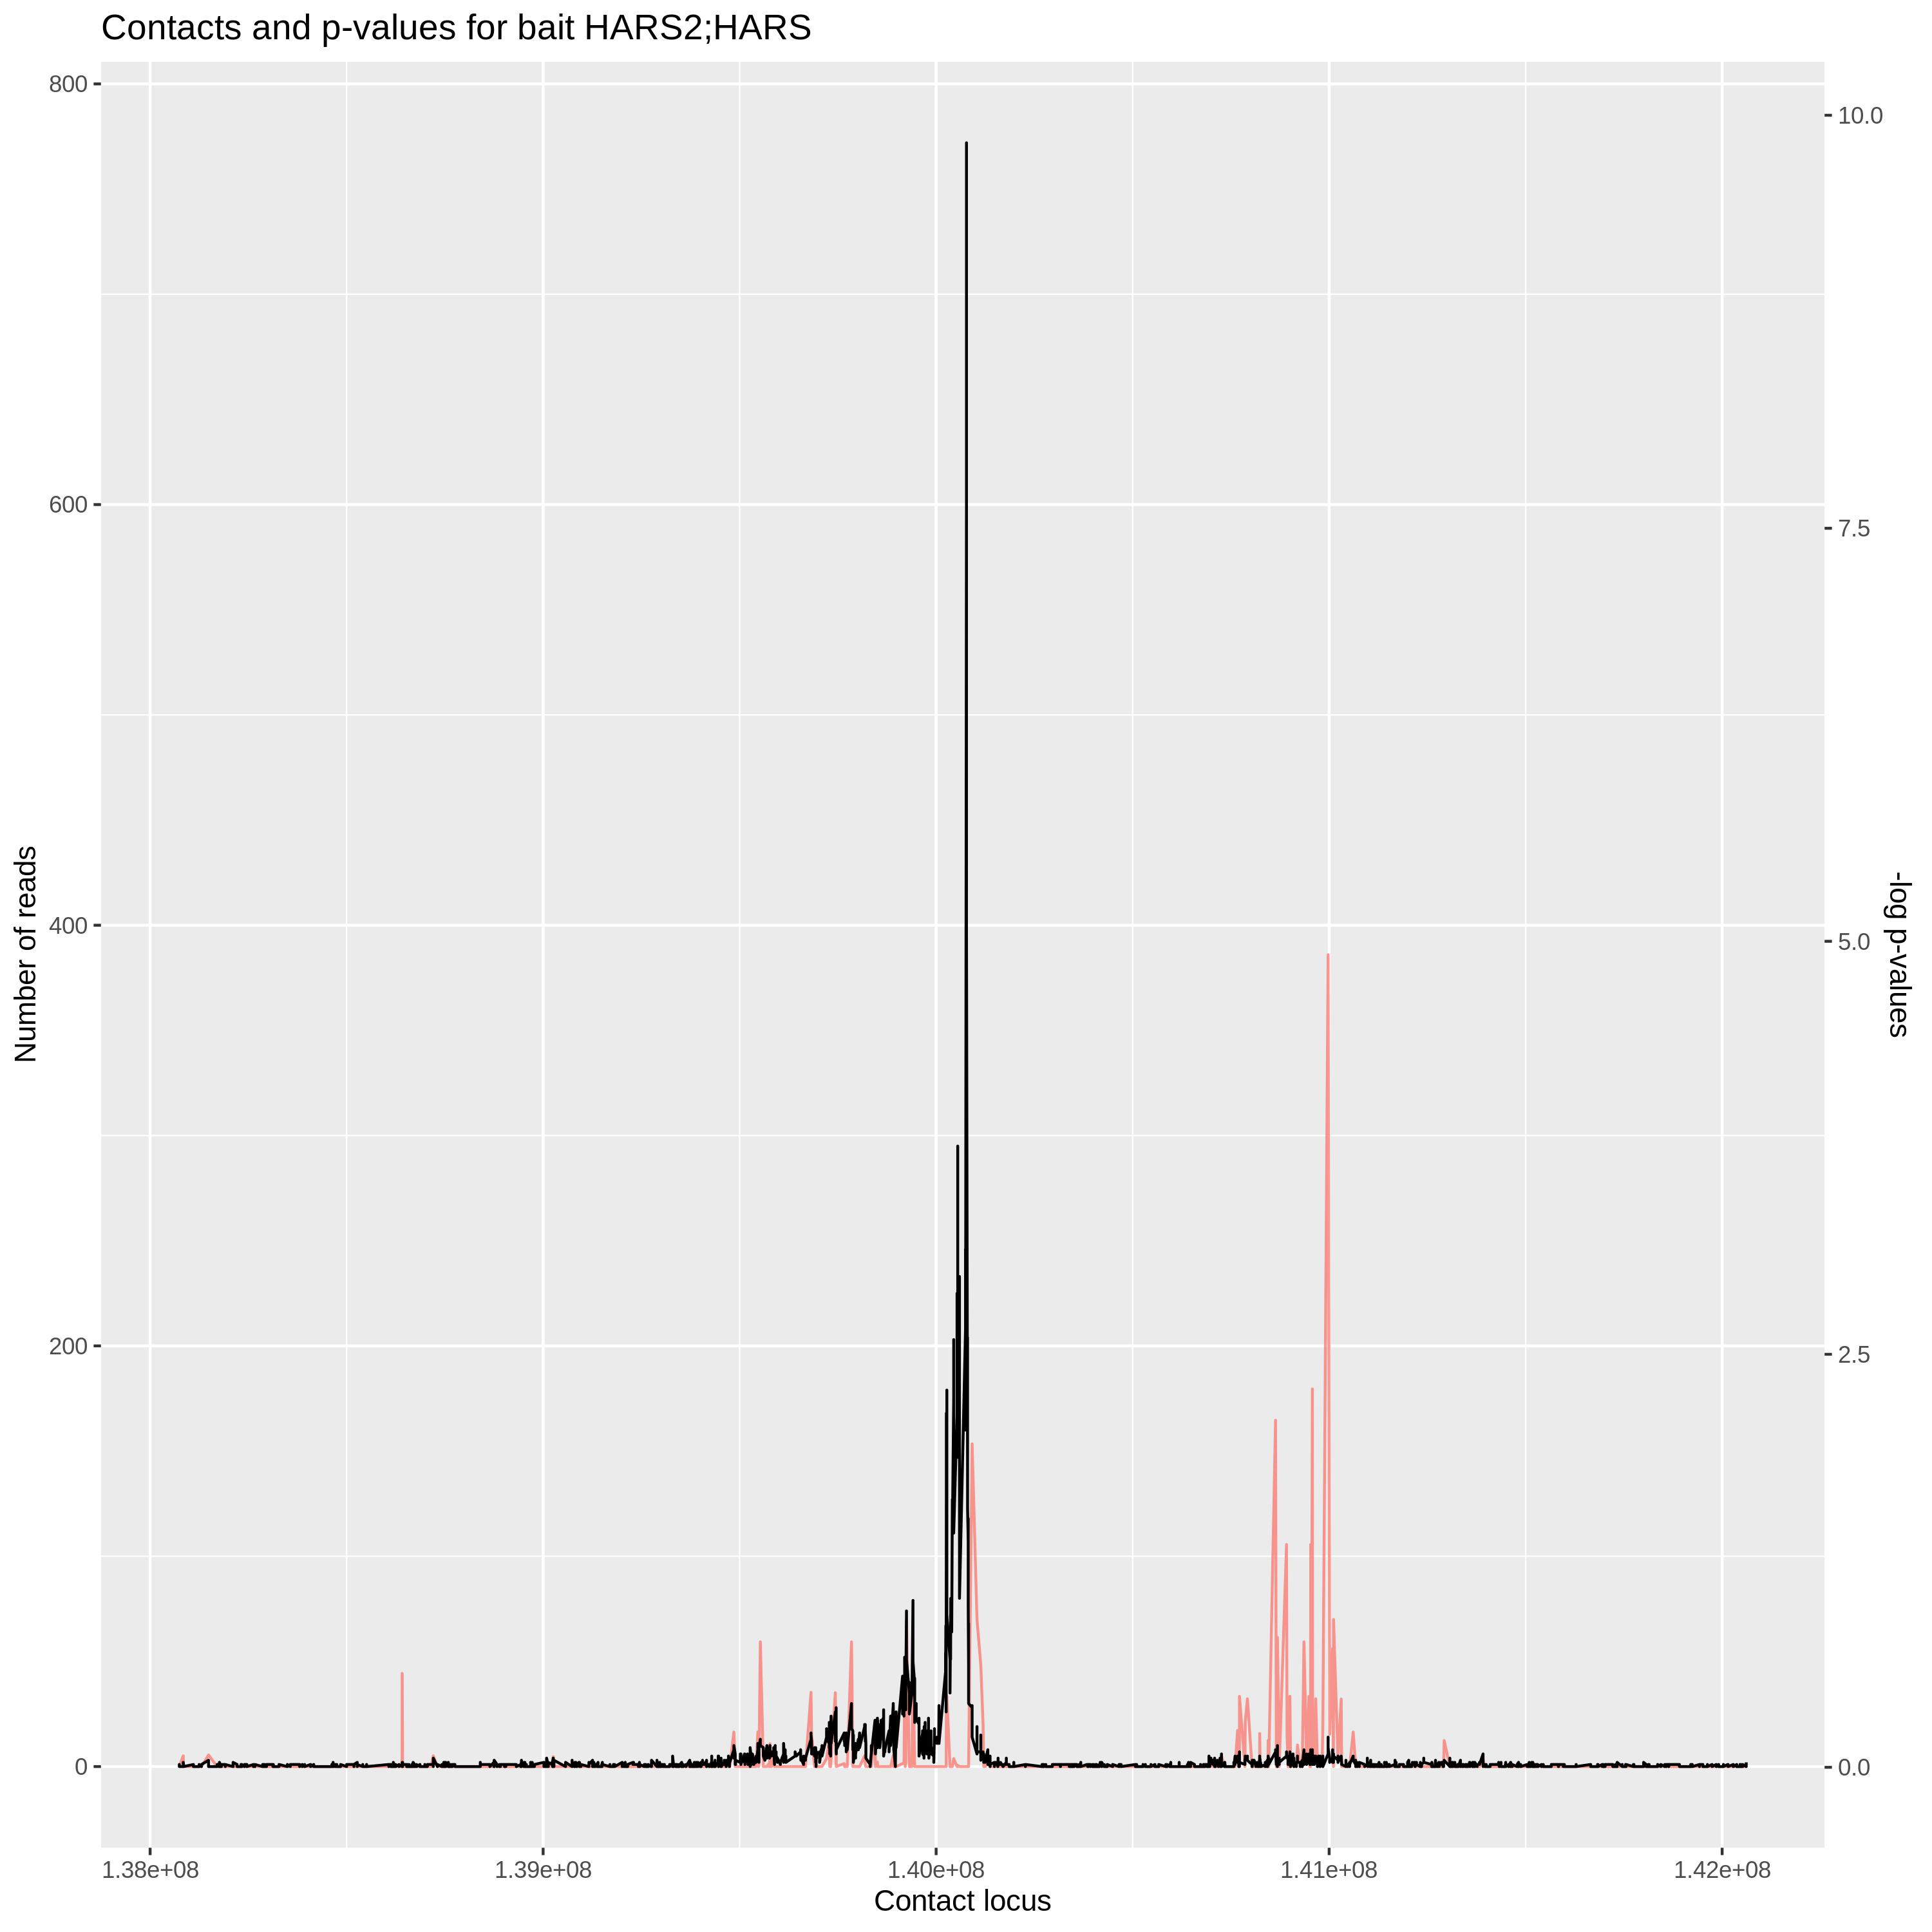 Contacts and p-values for bait HARS2;HARS
800
600
400
200
0
Number of reads
10.0
7.5
5.0
2.5
0.0
-log p-values
1.38e+08
1.39e+08
1.40e+08
1.41e+08
1.42e+08
Contact locus